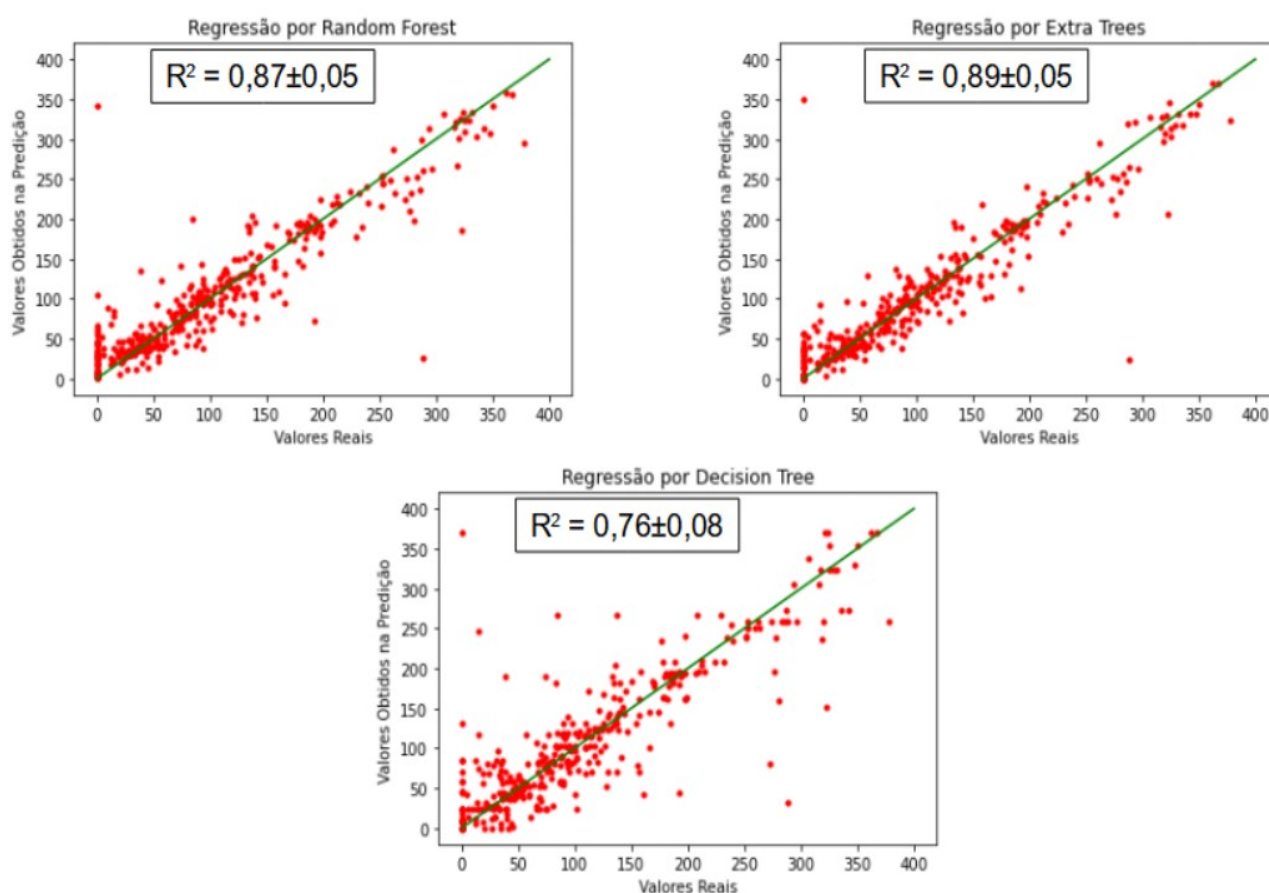 Regressão por Random Forest
R² = 0,87±0,05
Valores Obtidos na Predição
400
350
300
250
200
150
100
50
0
0 50 100 150 200 250 300 350 400
Valores Reais
Regressão por Extra Trees
R² = 0,89±0,05
Valores Obtidos na Predição
400
350
300
250
200
150
100
50
0
0 50 100 150 200 250 300 350 400
Valores Reais
Regressão por Decision Tree
R² = 0,76±0,08
Valores Obtidos na Predição
400
350
300
250
200
150
100
50
0
0 50 100 150 200 250 300 350 400
Valores Reais